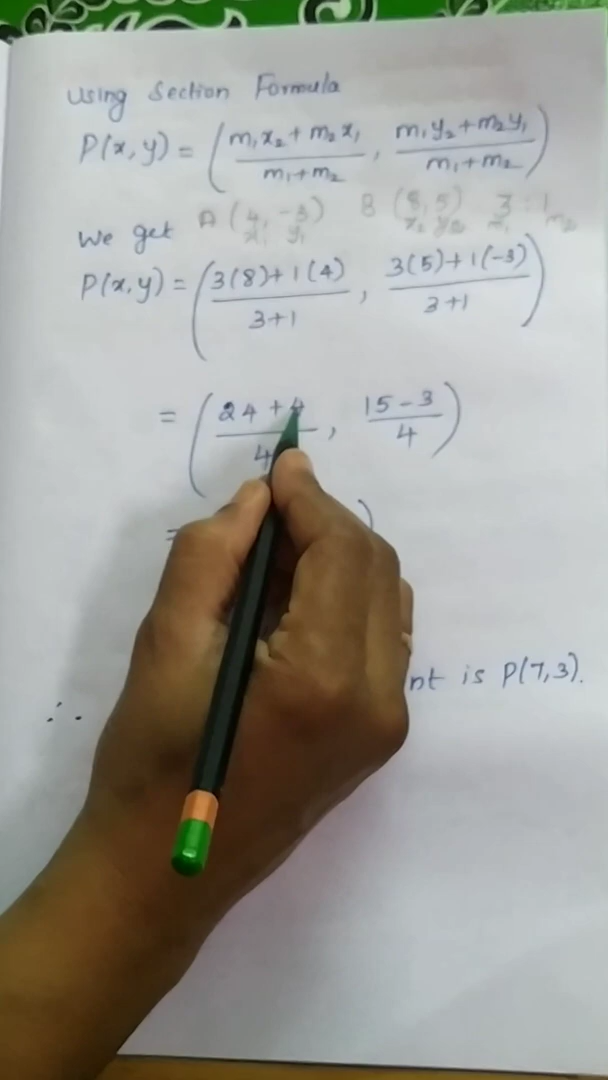 Using Section Formula
P(x, y) = ( m₁x₂ + m₂x₁ / m₁+m₂ , m₁y₂ + m₂y₁ / m₁+m₂ )
A (4, -3) B (8, 5) 3 : 1
We get x₁ y₁ x₂ y₂ m₁ m₂
P(x, y) = ( 3(8) + 1(4) / 3+1 , 3(5) + 1(-3) / 3+1 )
= ( 24 + 4 / 4 , 15 - 3 / 4 )
= )
∴ nt is P(7,3).